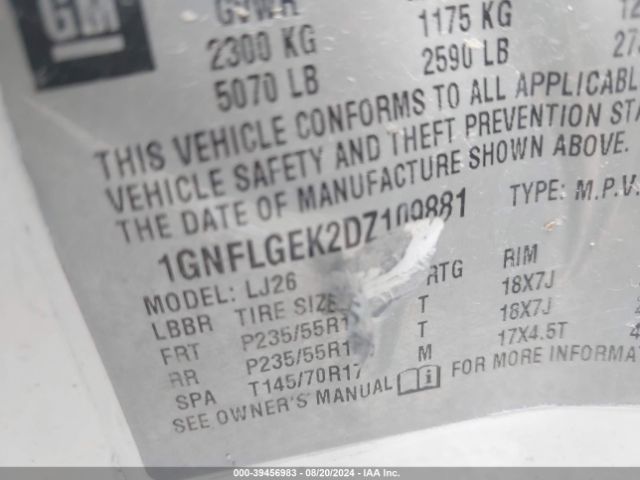 GM GVWR
2300 KG 1175 KG
5070 LB 2590 LB
THIS VEHICLE CONFORMS TO ALL APPLICABL
VEHICLE SAFETY AND THEFT PREVENTION STA
THE DATE OF MANUFACTURE SHOWN ABOVE.
1GNFLGEK2DZ109881 TYPE: M.P.V
MODEL: LJ26
LBBR TIRE SIZE RTG RIM
FRT P235/55R1 T 18X7J
RR P235/55R1 T 18X7J
SPA T145/70R17 M 17X4.5T
SEE OWNER'S MANUAL FOR MORE INFORMAT
IMAGE ID: ~39456983 - 08/20/2024 - IAA Inc.